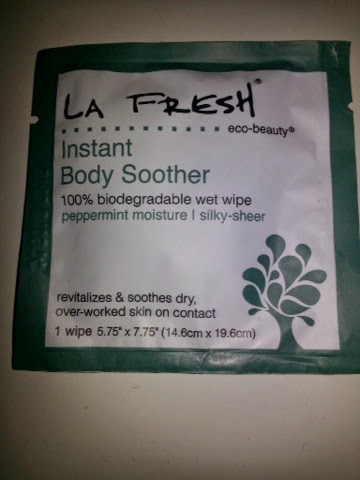 LA FRESH®
eco-beauty®
Instant
Body Soother
100% biodegradable wet wipe
peppermint moisture | silky-sheer
revitalizes & soothes dry,
over-worked skin on contact
1 wipe 5.75" x 7.75" (14.6cm x 19.6cm)